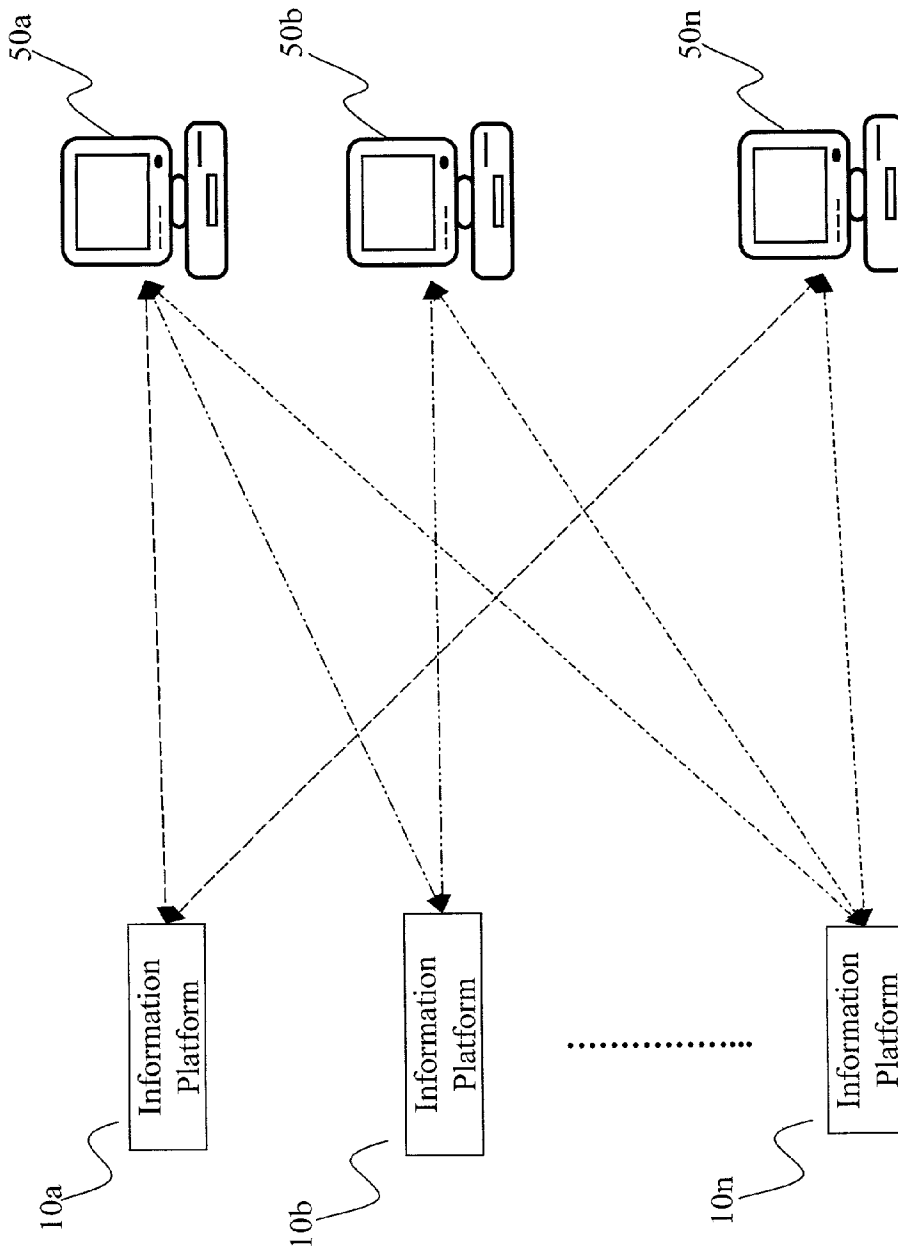 10a
Information
Platform
50a
10b
Information
Platform
50b
10n
Information
Platform
50n